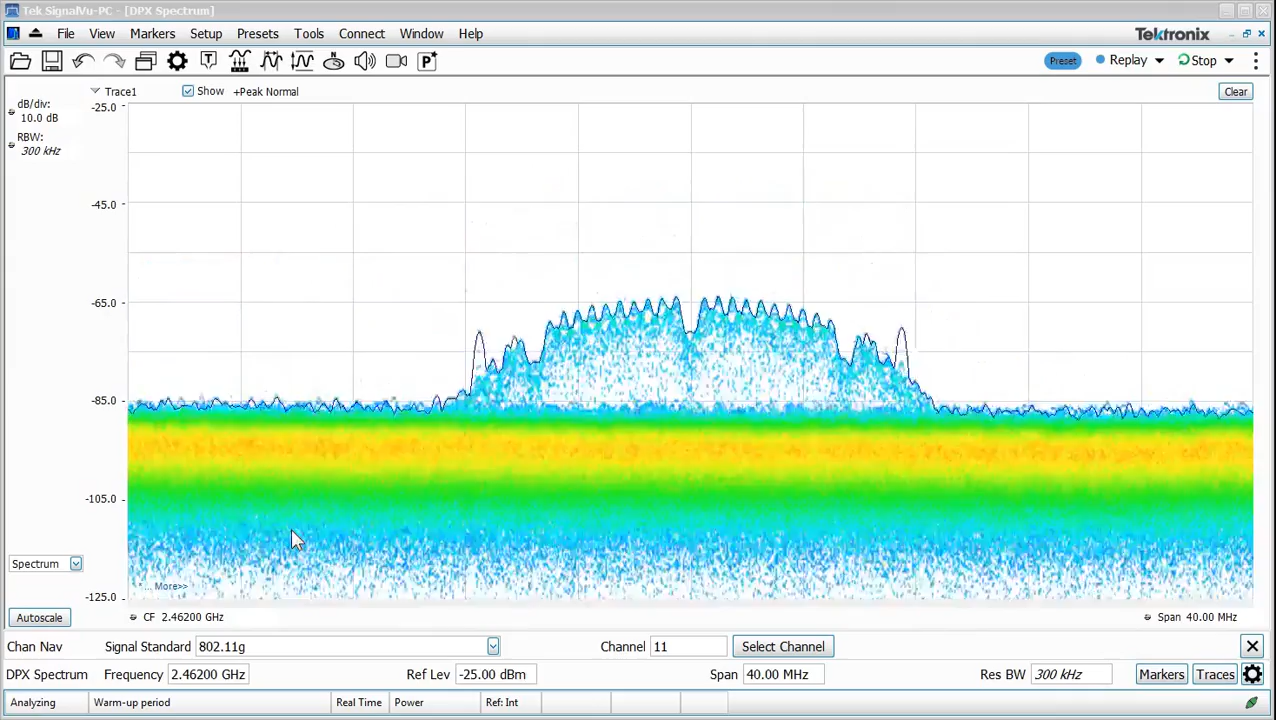 Tek SignalVu-PC - [DPX Spectrum]
File View Markers Setup Presets Tools Connect Window Help
Tektronix
T
P
Preset Replay Stop
Trace1 Show +Peak Normal Clear
dB/div:
10.0 dB
RBW:
300 kHz
-25.0
-45.0
-65.0
-85.0
-105.0
-125.0
Spectrum
... More>>
Autoscale CF 2.46200 GHz Span 40.00 MHz
Chan Nav Signal Standard 802.11g Channel 11 Select Channel
DPX Spectrum Frequency 2.46200 GHz Ref Lev -25.00 dBm Span 40.00 MHz Res BW 300 kHz Markers Traces
Analyzing Warm-up period Real Time Power Ref: Int